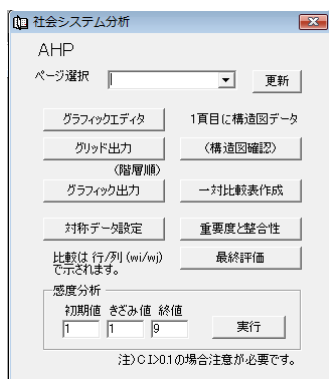 社会システム分析
AHP
ページ選択 更新
グラフィックエディタ 1頁目に構造図データ
グリッド出力 (構造図確認)
(階層順)
グラフィック出力 一対比較表作成
対称データ設定 重要度と整合性
比較は 行/列 (wi/wj)
で示されます。 最終評価
感度分析
初期値 きざみ値 終値
1 1 9 実行
注)C.I>0.1の場合注意が必要です。